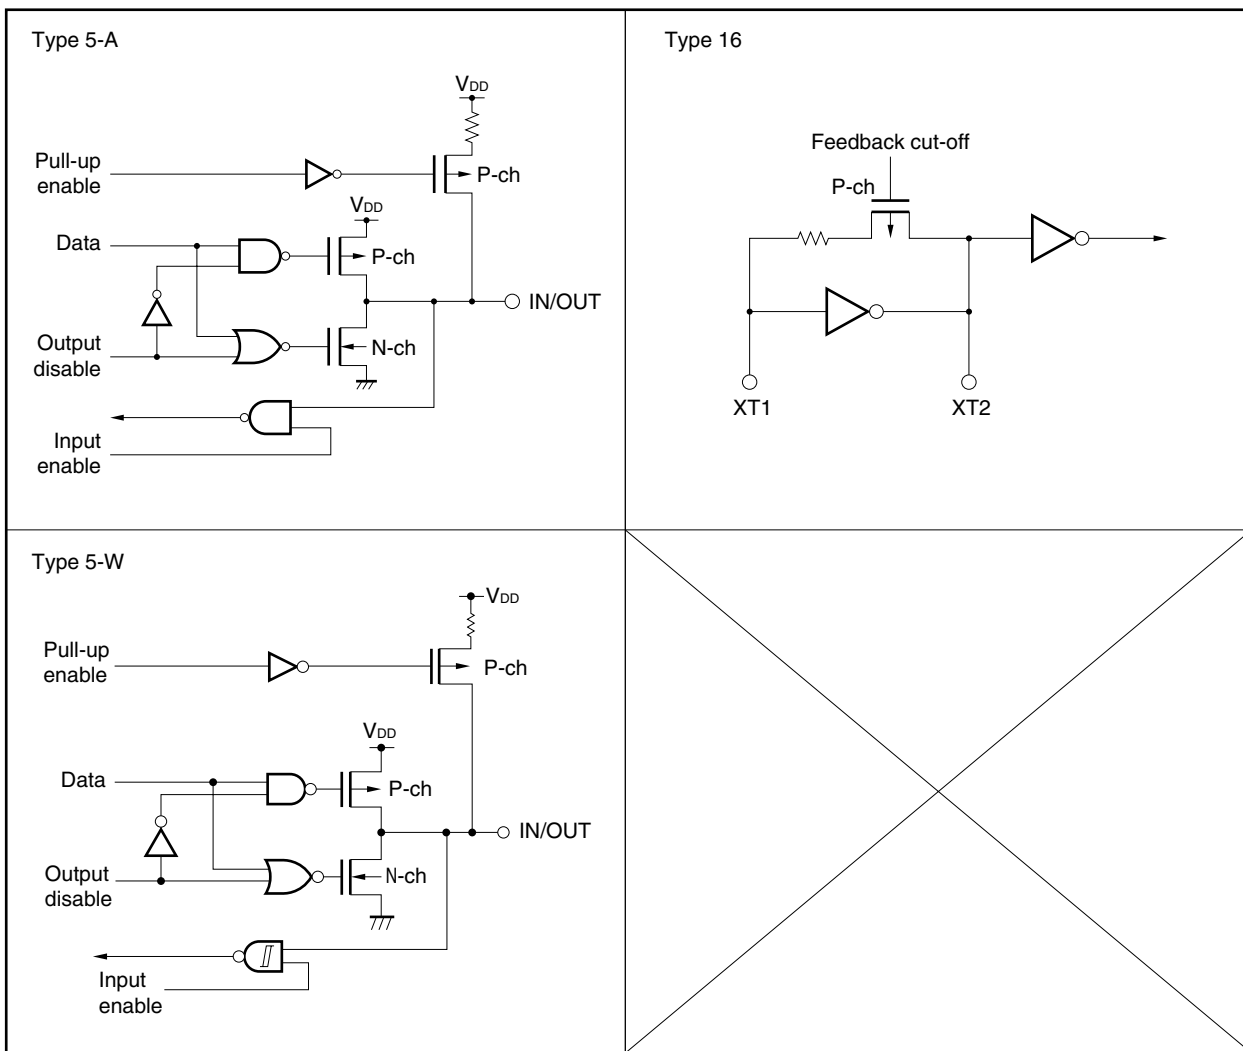 Type 5-A
VDD
Pull-up
enable
P-ch
VDD
Data
P-ch
IN/OUT
Output
disable
N-ch
Input
enable
Type 16
Feedback cut-off
P-ch
XT1
XT2
Type 5-W
VDD
Pull-up
enable
P-ch
VDD
Data
P-ch
IN/OUT
Output
disable
N-ch
Input
enable